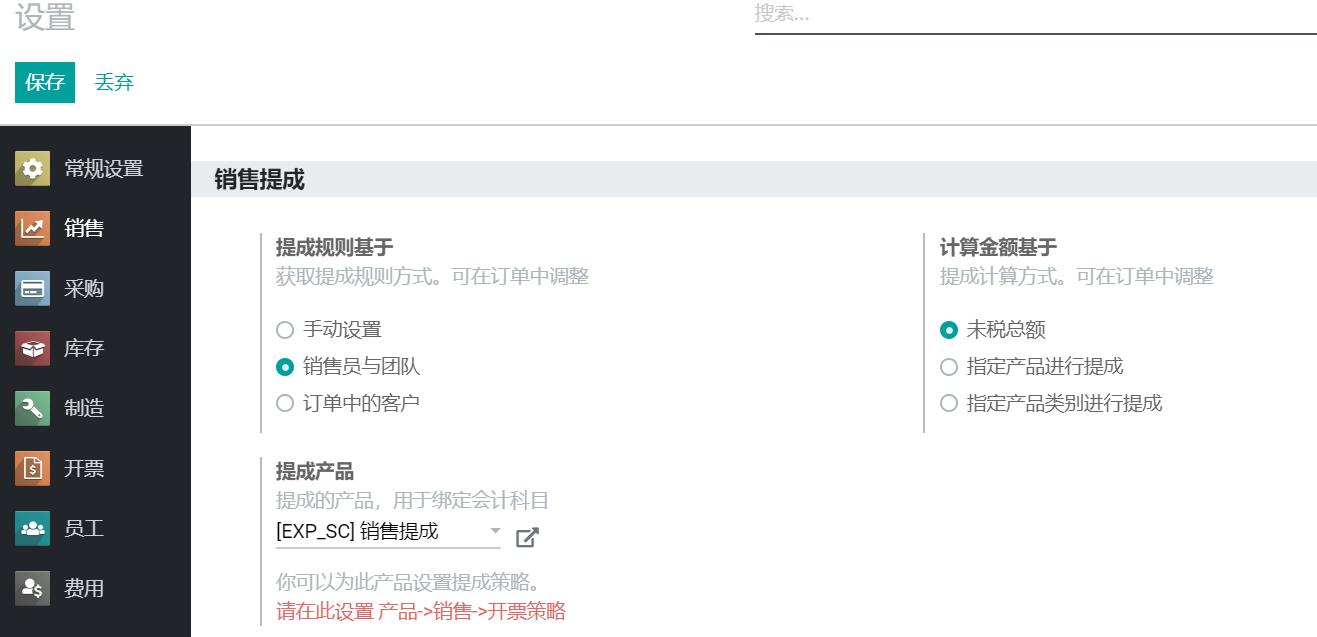 设置
搜索...
保存 丢弃
常规设置
销售
采购
库存
制造
开票
员工
费用
销售提成
提成规则基于
获取提成规则方式。可在订单中调整
手动设置
销售员与团队
订单中的客户
计算金额基于
提成计算方式。可在订单中调整
未税总额
指定产品进行提成
指定产品类别进行提成
提成产品
提成的产品，用于绑定会计科目
[EXP_SC] 销售提成
你可以为此产品设置提成策略。
请在此设置 产品->销售->开票策略